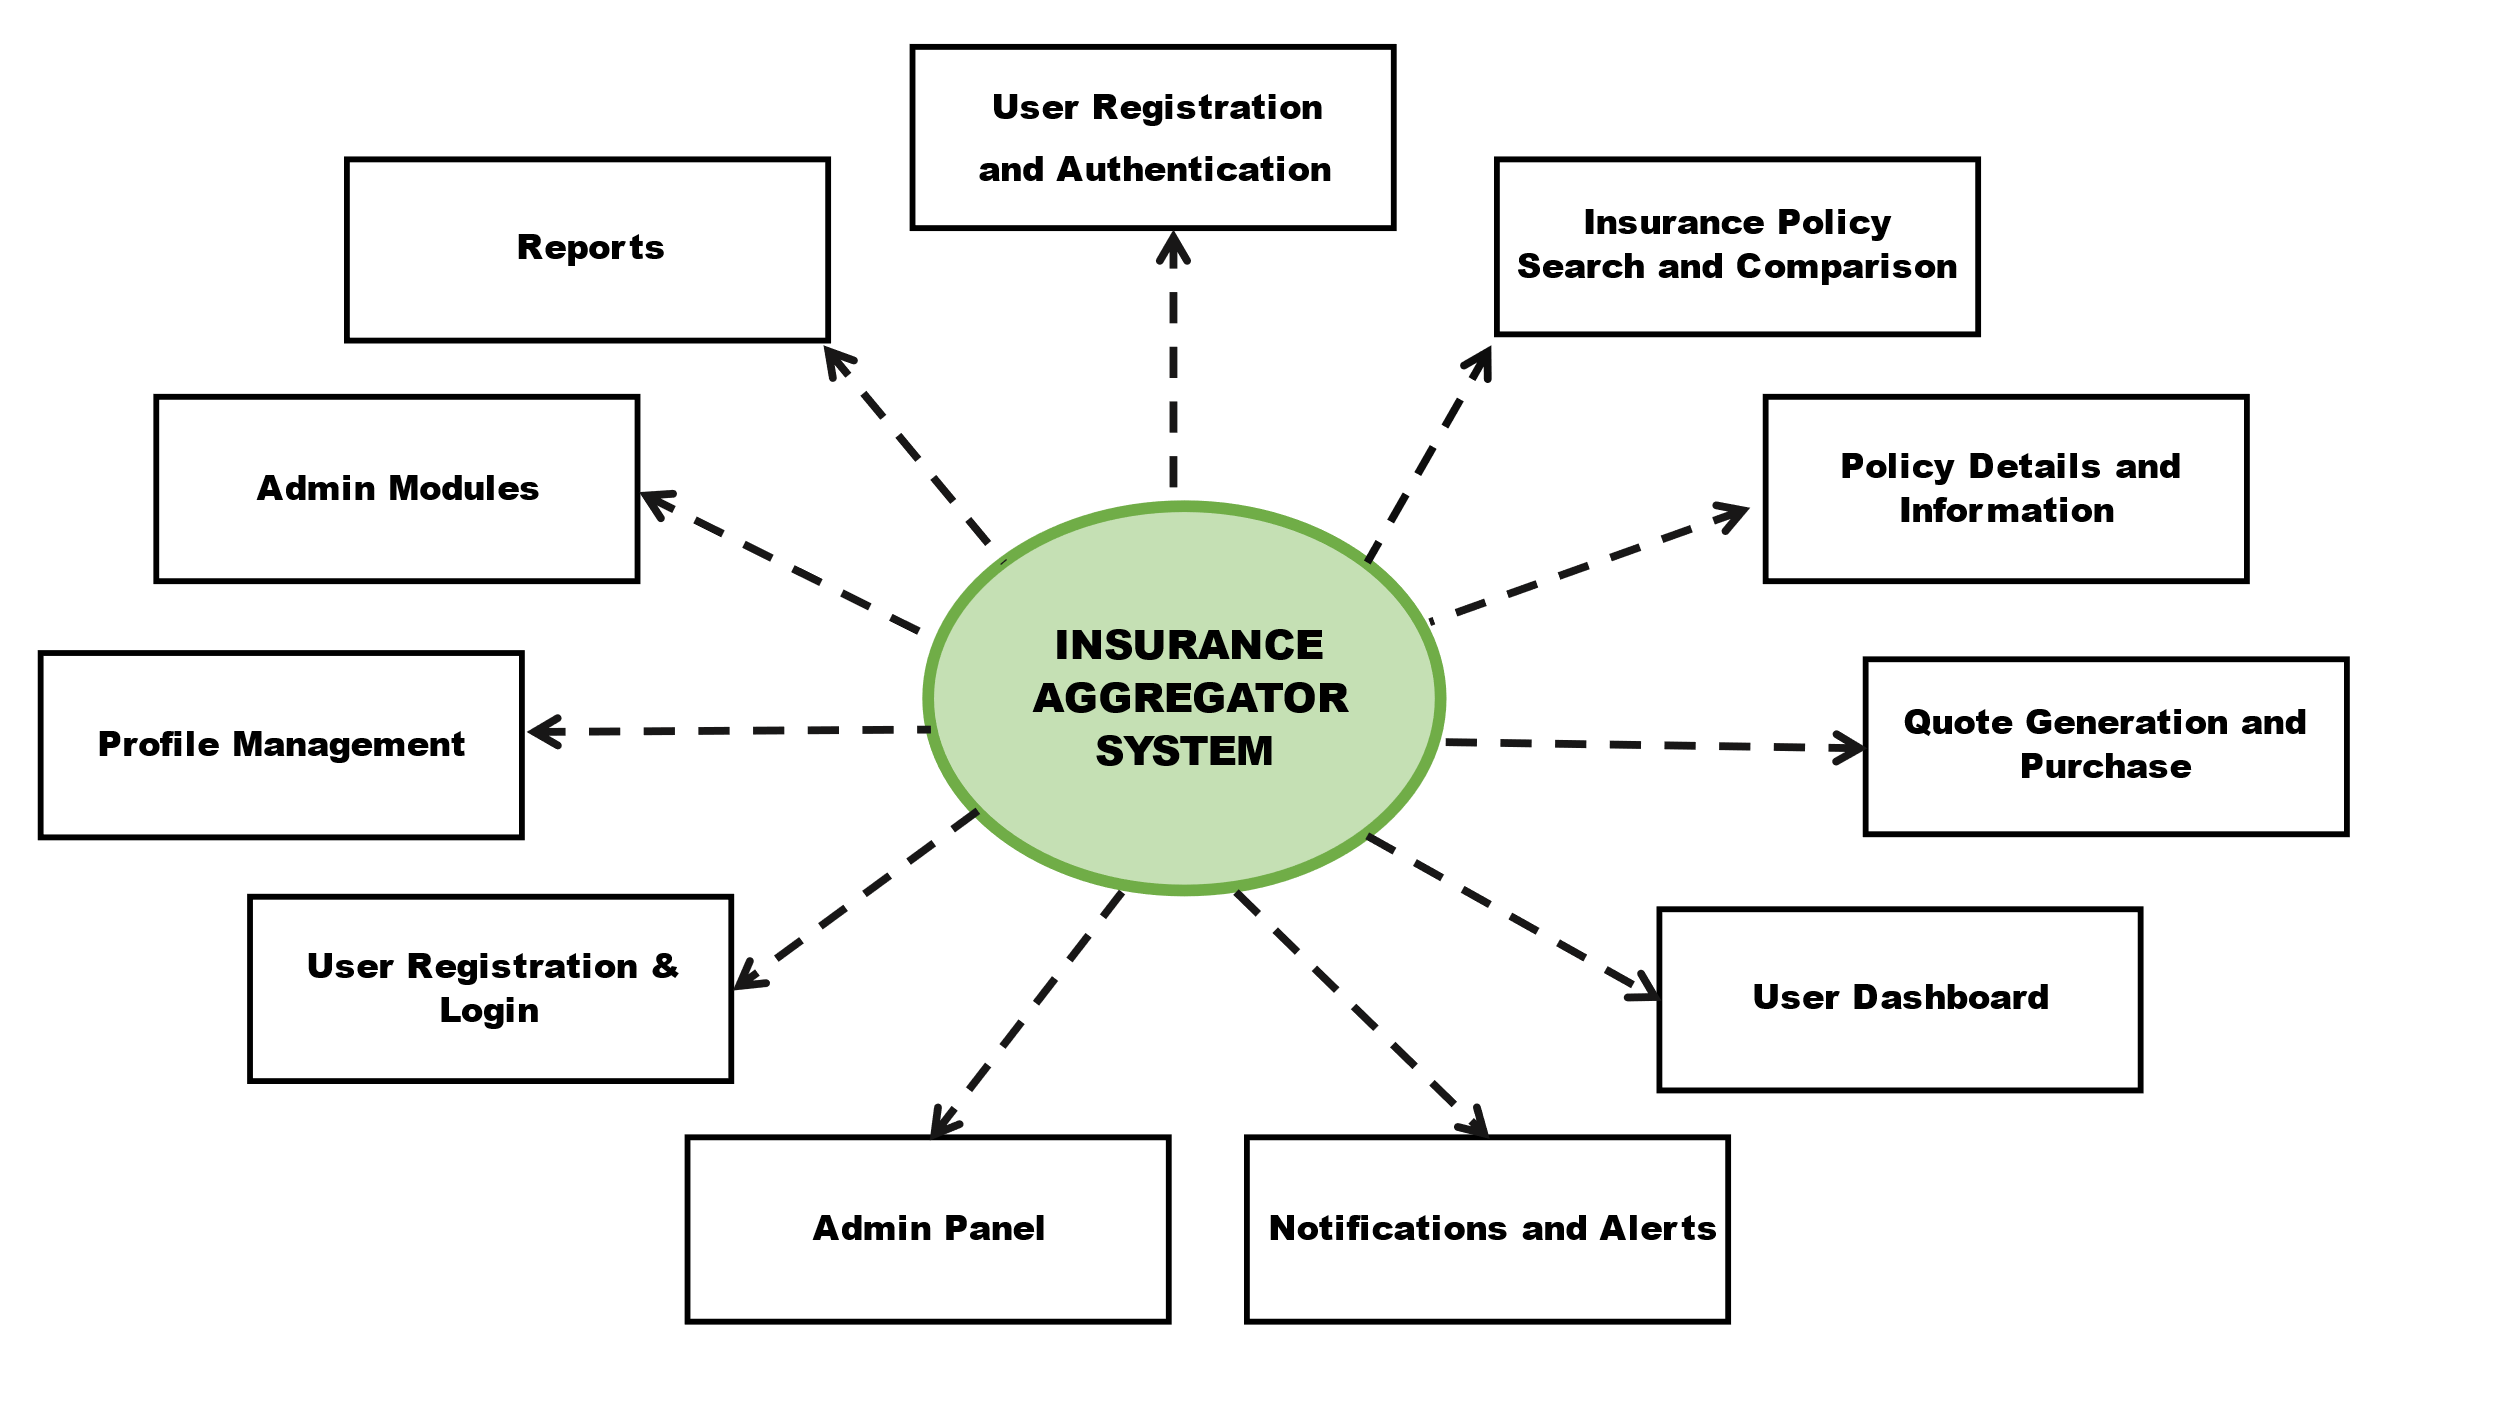 User Registration
and Authentication
Reports
Insurance Policy
Search and Comparison
Admin Modules
Policy Details and
Information
INSURANCE
AGGREGATOR
SYSTEM
Profile Management
Quote Generation and
Purchase
User Registration &
Login
User Dashboard
Admin Panel
Notifications and Alerts